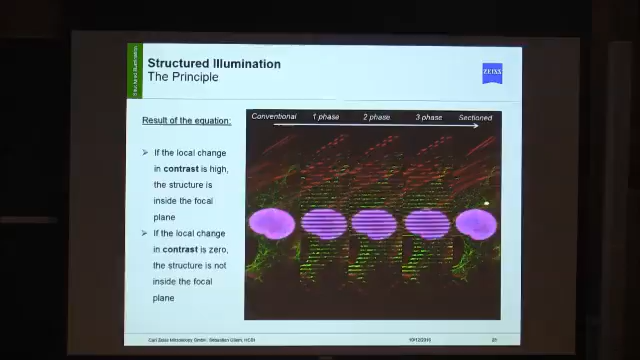 Structured Illumination
Structured Illumination
The Principle
ZEISS
Result of the equation:
➢ If the local change
in contrast is high,
the structure is
inside the focal
plane
➢ If the local change
in contrast is zero,
the structure is not
inside the focal
plane
Conventional 1 phase 2 phase 3 phase Sectioned
Carl Zeiss Microscopy GmbH, Sebastian